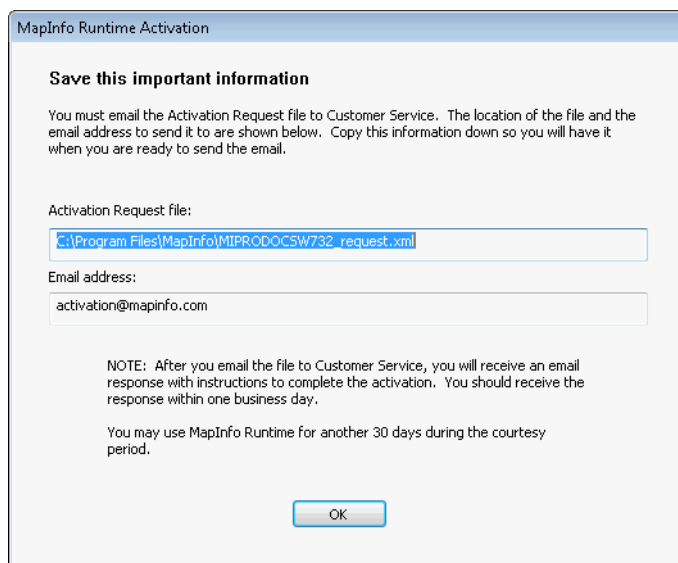 MapInfo Runtime Activation
Save this important information
You must email the Activation Request file to Customer Service.  The location of the file and the
email address to send it to are shown below.  Copy this information down so you will have it
when you are ready to send the email.
Activation Request file:
C:\Program Files\MapInfo\MIPRODOCSW732_request.xml
Email address:
activation@mapinfo.com
NOTE:  After you email the file to Customer Service, you will receive an email
response with instructions to complete the activation.  You should receive the
response within one business day.
You may use MapInfo Runtime for another 30 days during the courtesy
period.
OK